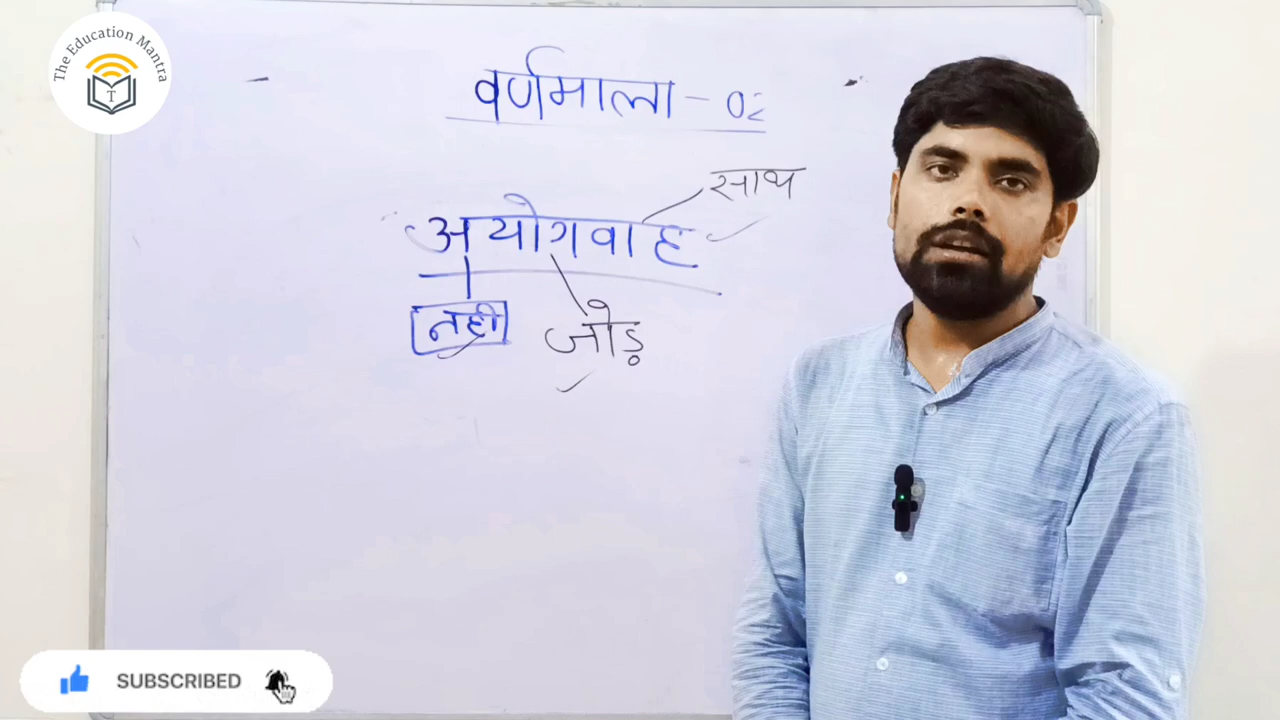 The Education Mantra
T
वर्णमाला - 02
साथ
अयोगवाह
नही
जोड़
SUBSCRIBED